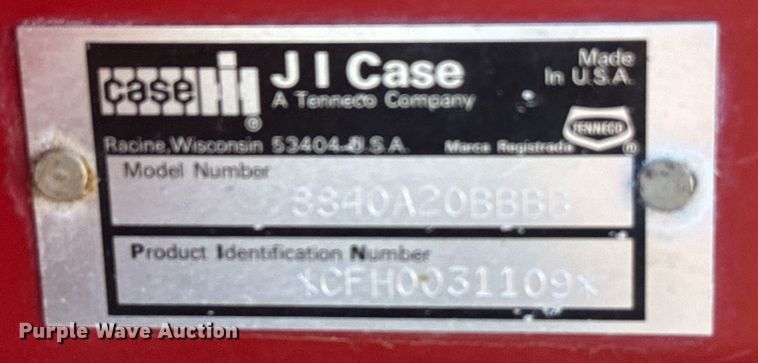 case IH
J I Case
A Tenneco Company
Made
In U.S.A.
TENNECO
Racine, Wisconsin 53404 U.S.A.
Marca Registrada
®
®
Model Number
8840A20BBBB
Product Identification Number
*CFH0031109*
Purple Wave Auction